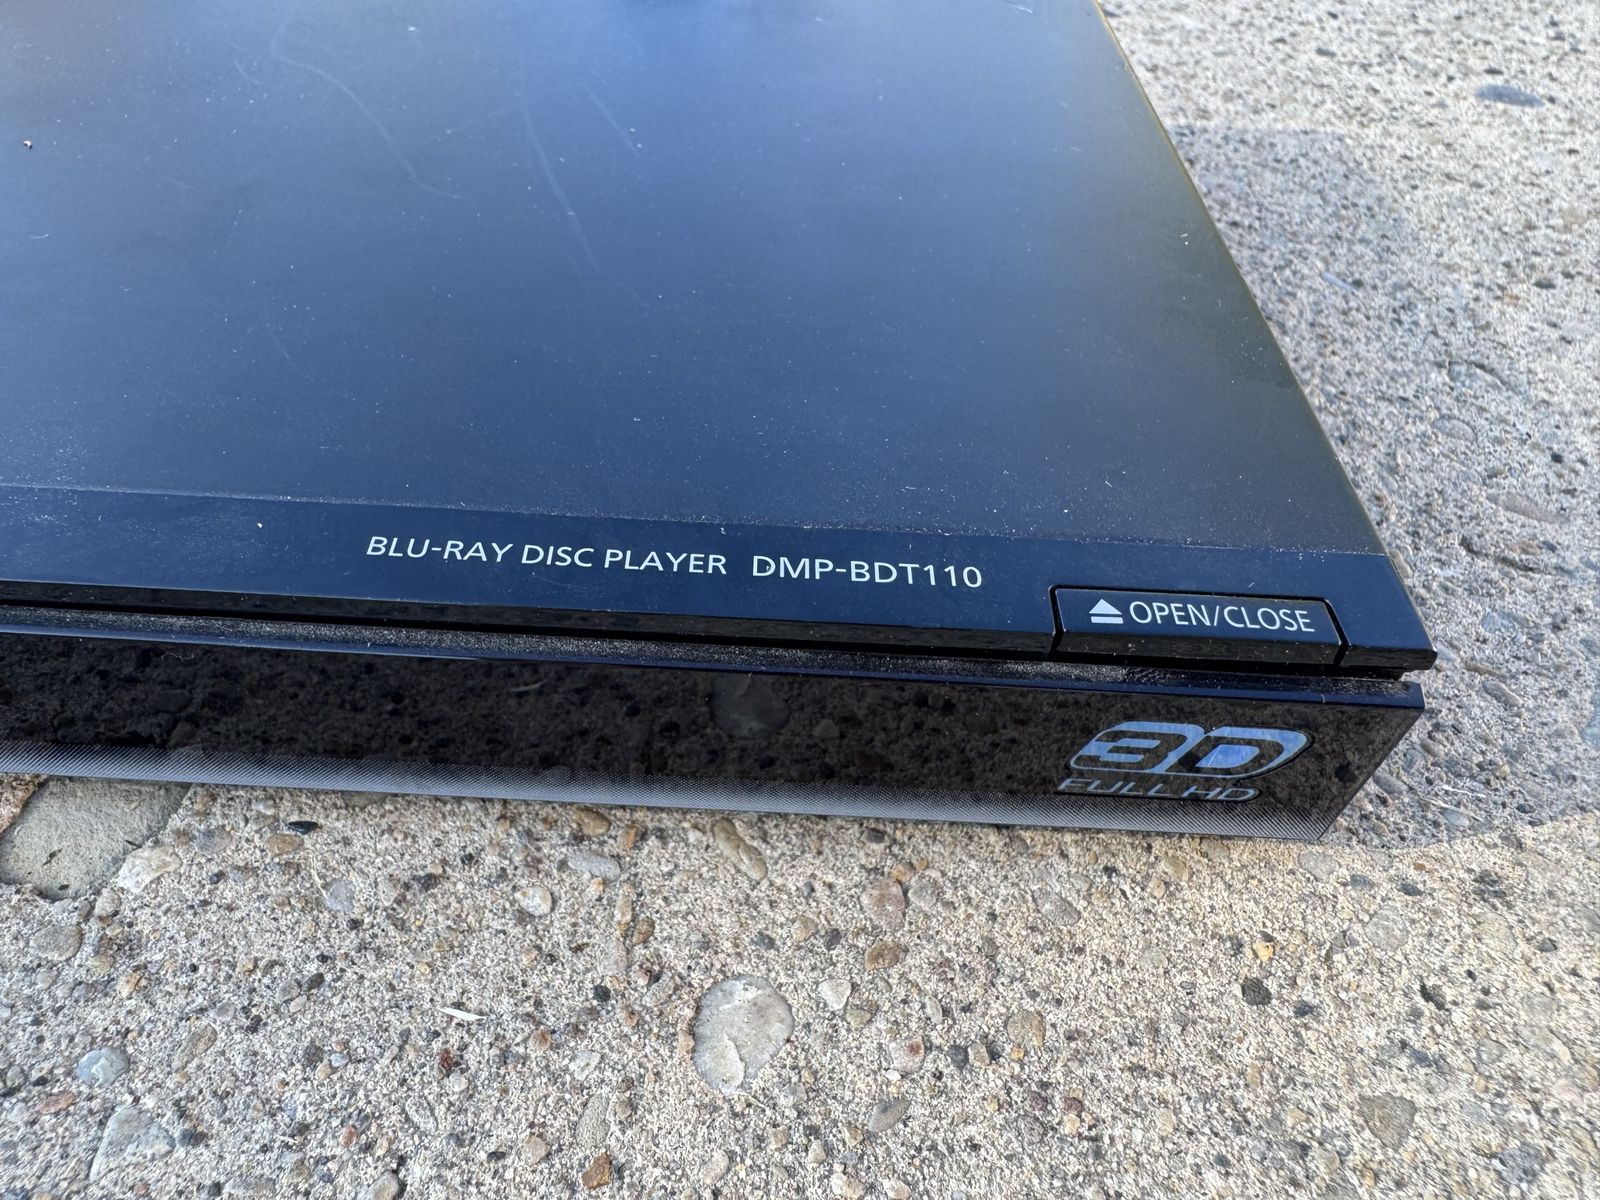 BLU-RAY DISC PLAYER DMP-BDT110
OPEN/CLOSE
3D
FULL HD